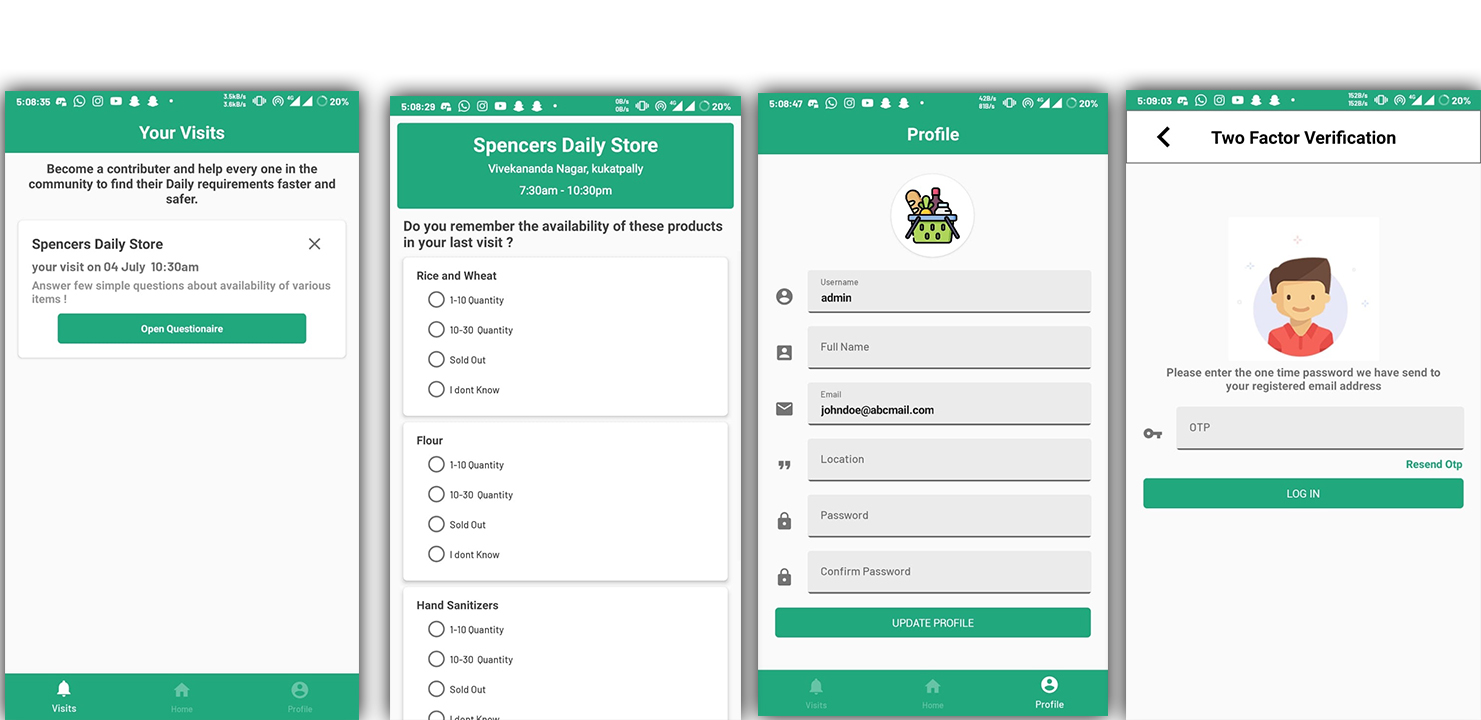 5:08:35
3.5kB/s
3.6kB/s
4G
20%
Your Visits
Become a contributer and help every one in the
community to find their Daily requirements faster and
safer.
Spencers Daily Store
your visit on 04 July 10:30am
Answer few simple questions about availability of various
items !
Open Questionaire
Visits
Home
Profile
5:08:29
0B/s
0B/s
4G
20%
Spencers Daily Store
Vivekananda Nagar, kukatpally
7:30am - 10:30pm
Do you remember the availability of these products
in your last visit ?
Rice and Wheat
1-10 Quantity
10-30 Quantity
Sold Out
I dont Know
Flour
1-10 Quantity
10-30 Quantity
Sold Out
I dont Know
Hand Sanitizers
1-10 Quantity
10-30 Quantity
Sold Out
I dont Know
5:08:47
42B/s
81B/s
4G
20%
Profile
Username
admin
Full Name
Email
johndoe@abcmail.com
Location
Password
Confirm Password
UPDATE PROFILE
Visits
Home
Profile
5:09:03
152B/s
152B/s
4G
20%
Two Factor Verification
Please enter the one time password we have send to
your registered email address
OTP
Resend Otp
LOG IN